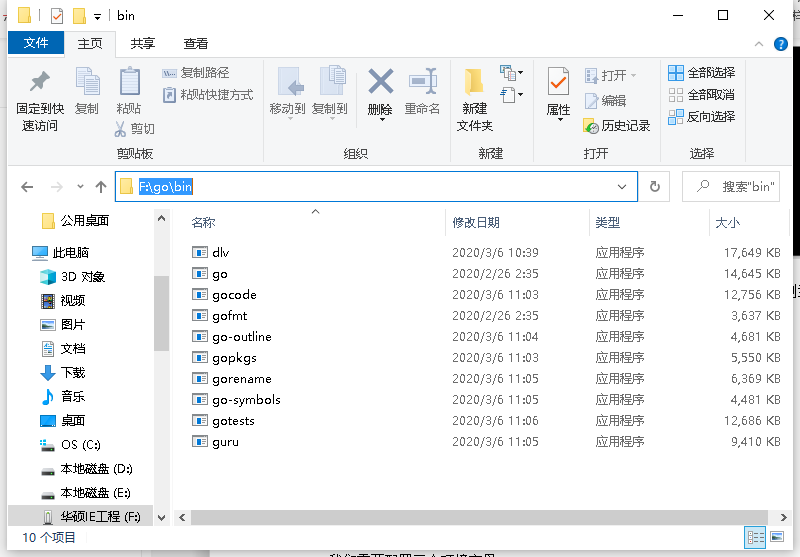 bin
文件 主页 共享 查看
固定到快速访问
复制
粘贴
复制路径
粘贴快捷方式
剪切
剪贴板
移动到 复制到 删除 重命名
组织
新建文件夹
新建
属性
打开
编辑
历史记录
打开
全部选择
全部取消
反向选择
选择
F:\go\bin
搜索"bin"
公用桌面
此电脑
3D 对象
视频
图片
文档
下载
音乐
桌面
OS (C:)
本地磁盘 (D:)
本地磁盘 (E:)
华硕IE工程 (F:)
名称 修改日期 类型 大小
dlv 2020/3/6 10:39 应用程序 17,649 KB
go 2020/2/26 2:35 应用程序 14,645 KB
gocode 2020/3/6 11:03 应用程序 12,756 KB
gofmt 2020/2/26 2:35 应用程序 3,637 KB
go-outline 2020/3/6 11:04 应用程序 4,681 KB
gopkgs 2020/3/6 11:03 应用程序 5,550 KB
gorename 2020/3/6 11:05 应用程序 6,369 KB
go-symbols 2020/3/6 11:05 应用程序 4,481 KB
gotests 2020/3/6 11:06 应用程序 12,686 KB
guru 2020/3/6 11:05 应用程序 9,410 KB
10 个项目